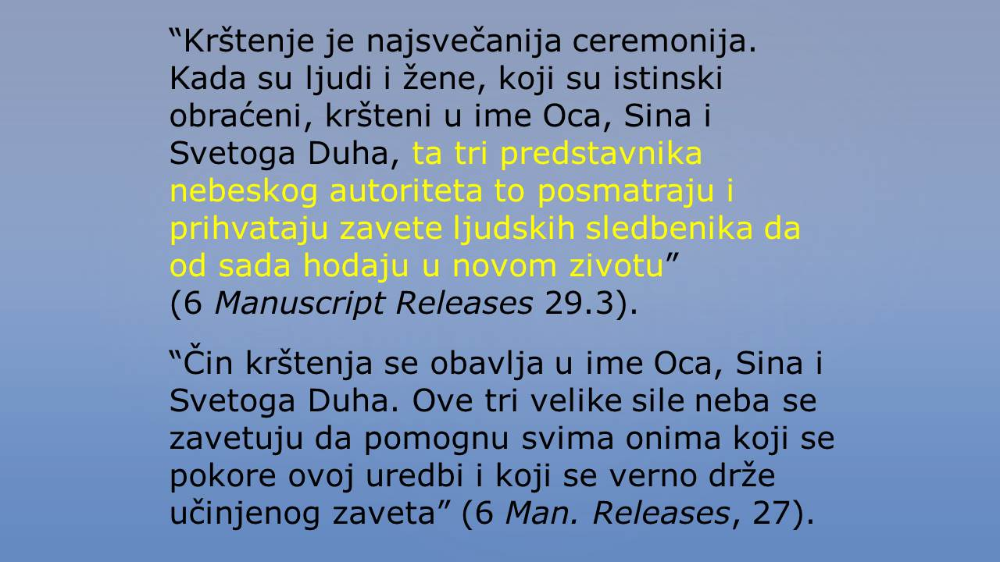 “Krštenje je najsvečanija ceremonija.
Kada su ljudi i žene, koji su istinski
obraćeni, kršteni u ime Oca, Sina i
Svetoga Duha, ta tri predstavnika
nebeskog autoriteta to posmatraju i
prihvataju zavete ljudskih sledbenika da
od sada hodaju u novom zivotu”
(6 Manuscript Releases 29.3).
“Čin krštenja se obavlja u ime Oca, Sina i
Svetoga Duha. Ove tri velike sile neba se
zavetuju da pomognu svima onima koji se
pokore ovoj uredbi i koji se verno drže
učinjenog zaveta” (6 Man. Releases, 27).